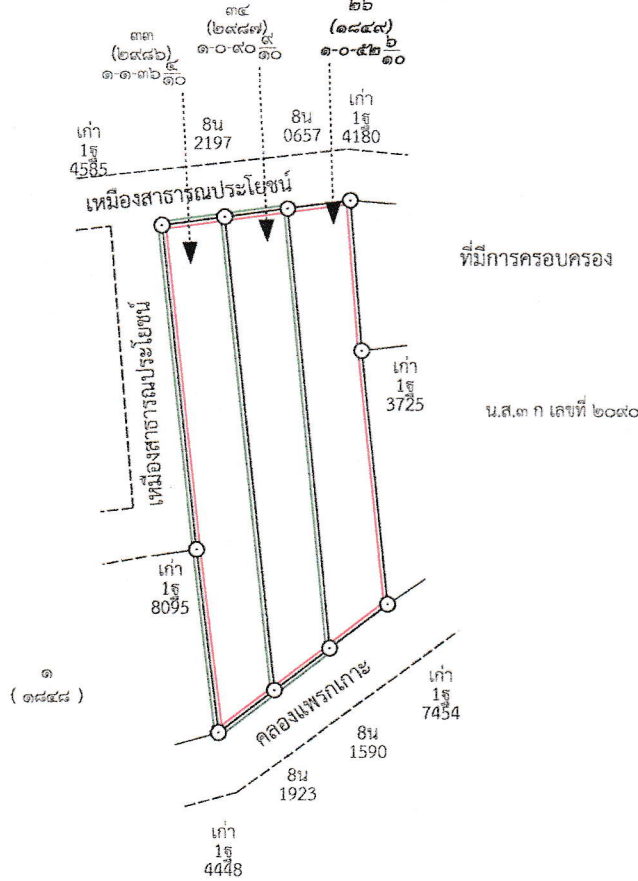 ๓๓
(๒๙๘๖)
๑-๑-๓๖ ๕/๑๐
๓๔
(๒๙๘๗)
๑-๐-๙๐ ๙/๑๐
๒๖
(๑๘๔๙)
๑-๐-๕๒ ๖/๑๐
เก่า
1ฐ
4585
8น
2197
8น
0657
เก่า
1ฐ
4180
เหมืองสาธารณประโยชน์
ที่มีการครอบครอง
เหมืองสาธารณประโยชน์
เก่า
1ฐ
3725
น.ส.๓ ก เลขที่ ๒๐๙๐
เก่า
1ฐ
8095
๑
( ๑๘๔๘ )
คลองแพรกเกาะ
เก่า
1ฐ
7454
8น
1590
8น
1923
เก่า
1ฐ
4448